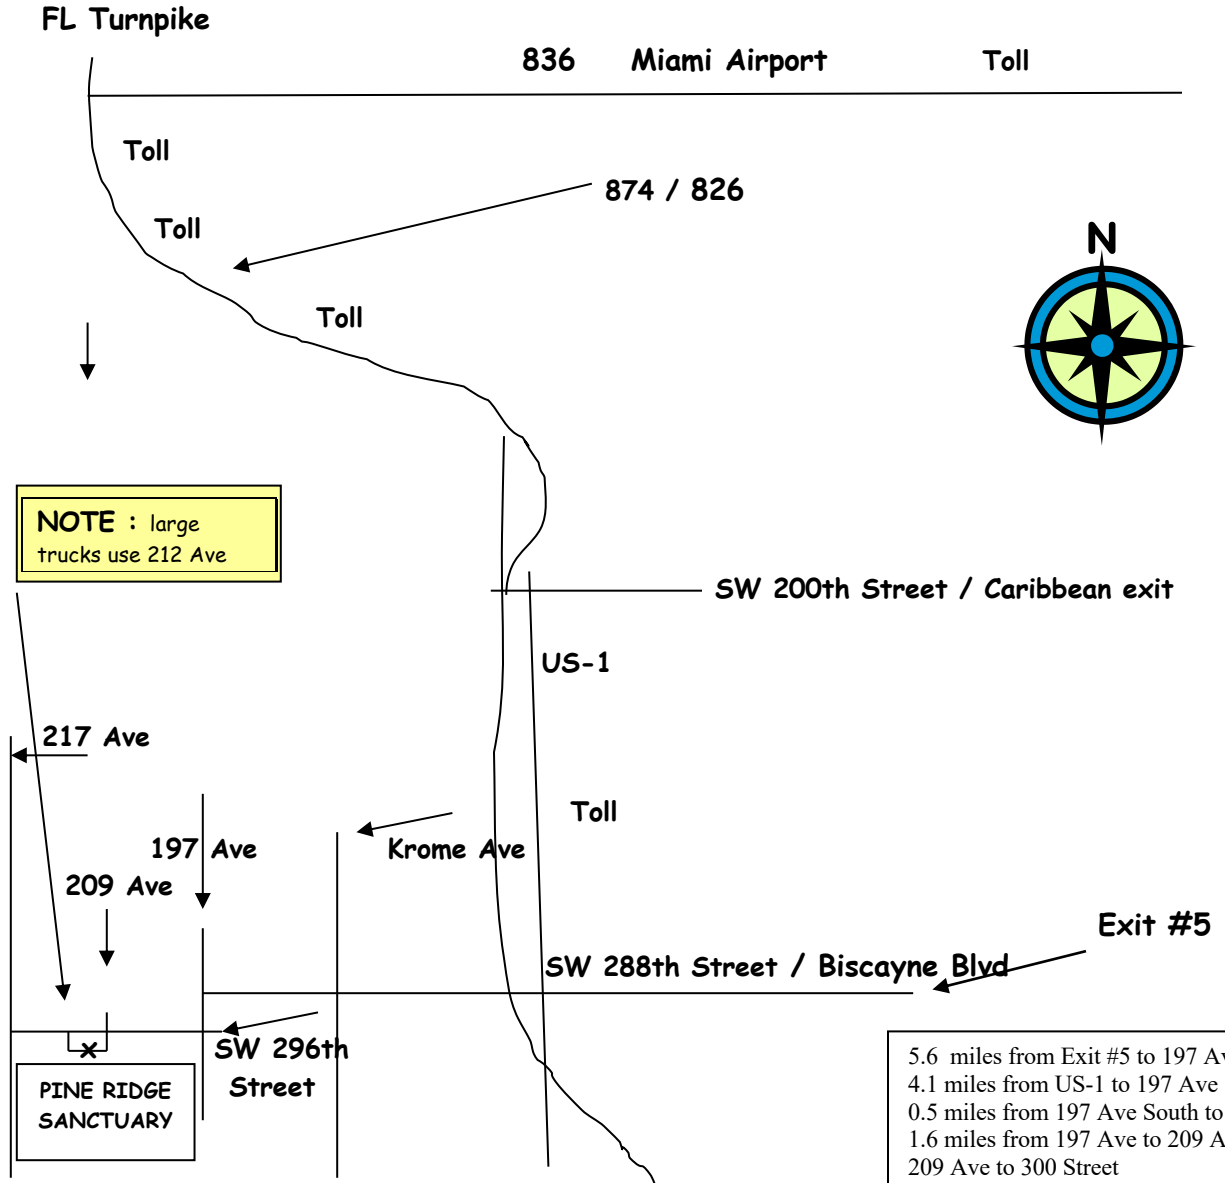 FL Turnpike
836 Miami Airport Toll
Toll
874 / 826
Toll
N
Toll
NOTE : large
trucks use 212 Ave
SW 200th Street / Caribbean exit
US-1
217 Ave
Toll
197 Ave
Krome Ave
209 Ave
Exit #5
SW 288th Street / Biscayne Blvd
x
SW 296th
Street
PINE RIDGE
SANCTUARY
5.6 miles from Exit #5 to 197
4.1 miles from US-1 to 197 Ave
0.5 miles from 197 Ave South to
1.6 miles from 197 Ave to 209
209 Ave to 300 Street